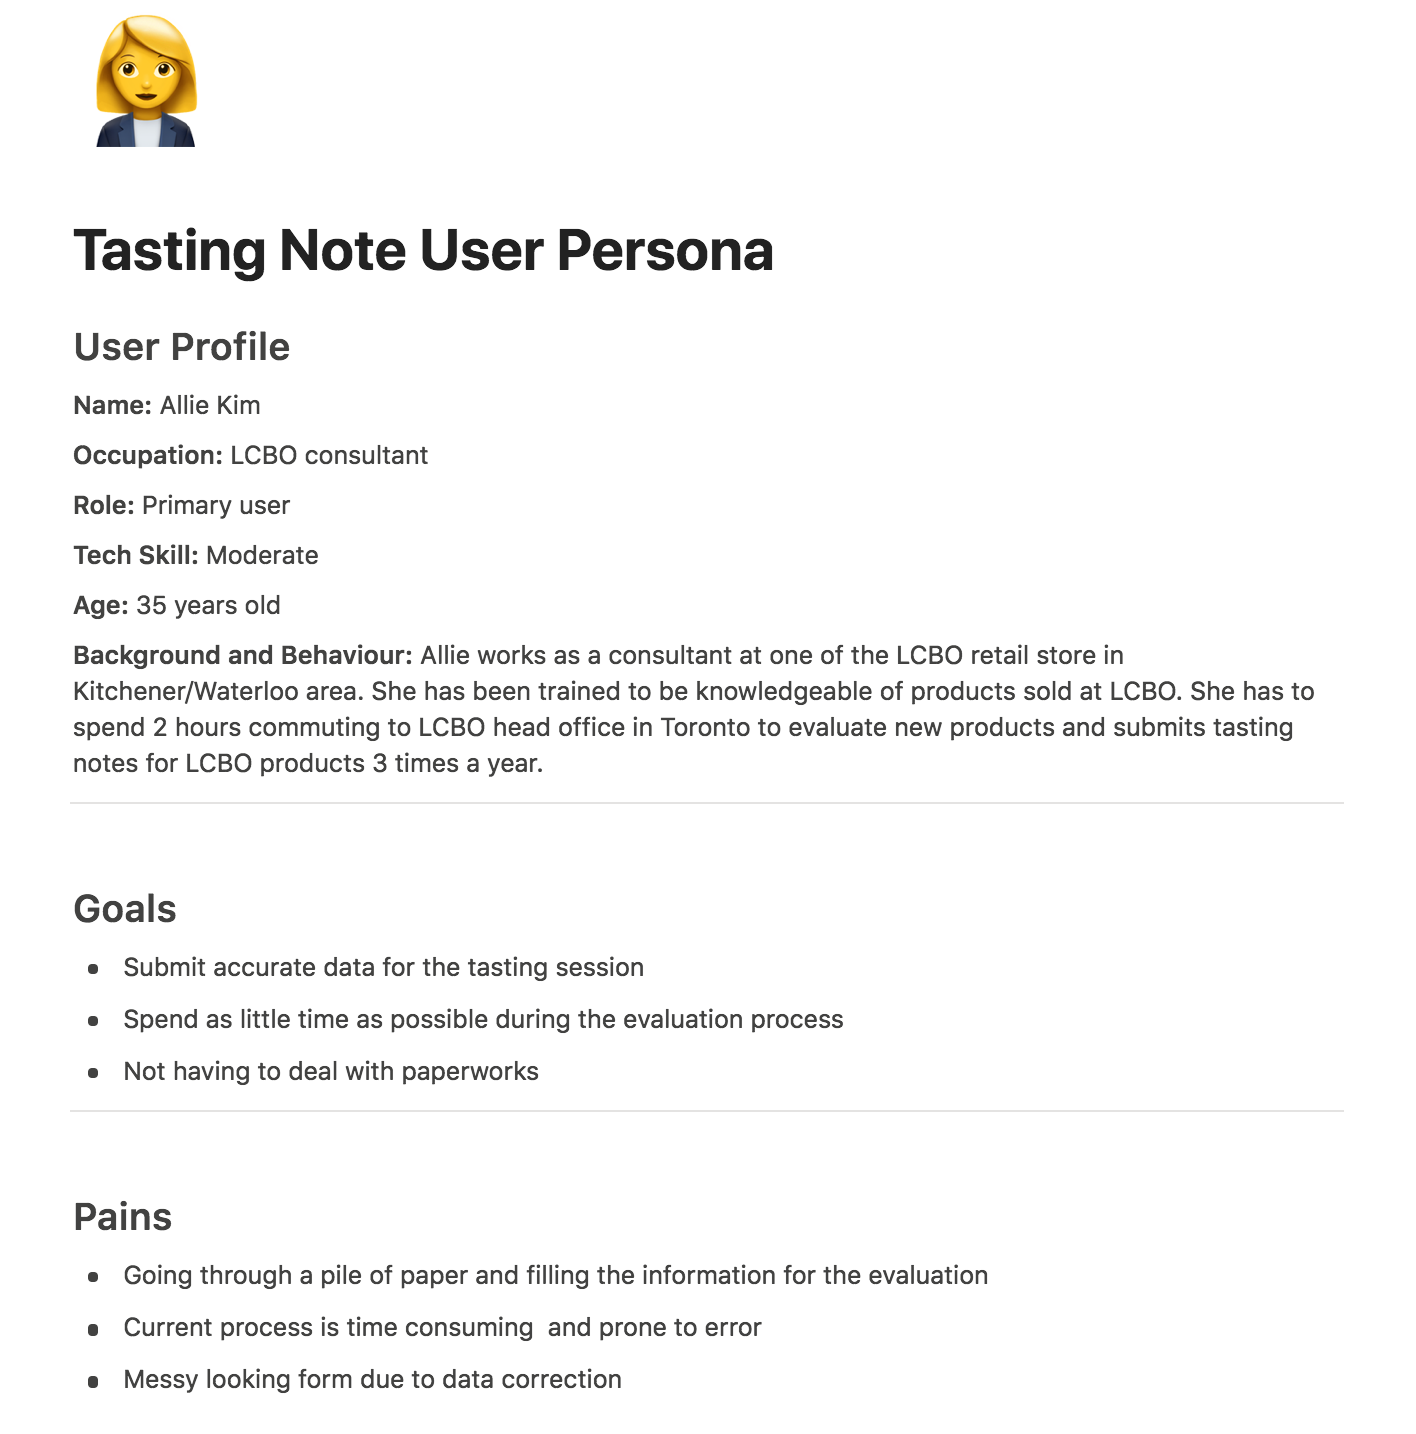 Tasting Note User Persona
User Profile
Name: Allie Kim
Occupation: LCBO consultant
Role: Primary user
Tech Skill: Moderate
Age: 35 years old
Background and Behaviour: Allie works as a consultant at one of the LCBO retail store in
Kitchener/Waterloo area. She has been trained to be knowledgeable of products sold at LCBO. She has to
spend 2 hours commuting to LCBO head office in Toronto to evaluate new products and submits tasting
notes for LCBO products 3 times a year.
Goals
• Submit accurate data for the tasting session
• Spend as little time as possible during the evaluation process
• Not having to deal with paperworks
Pains
• Going through a pile of paper and filling the information for the evaluation
• Current process is time consuming  and prone to error
• Messy looking form due to data correction